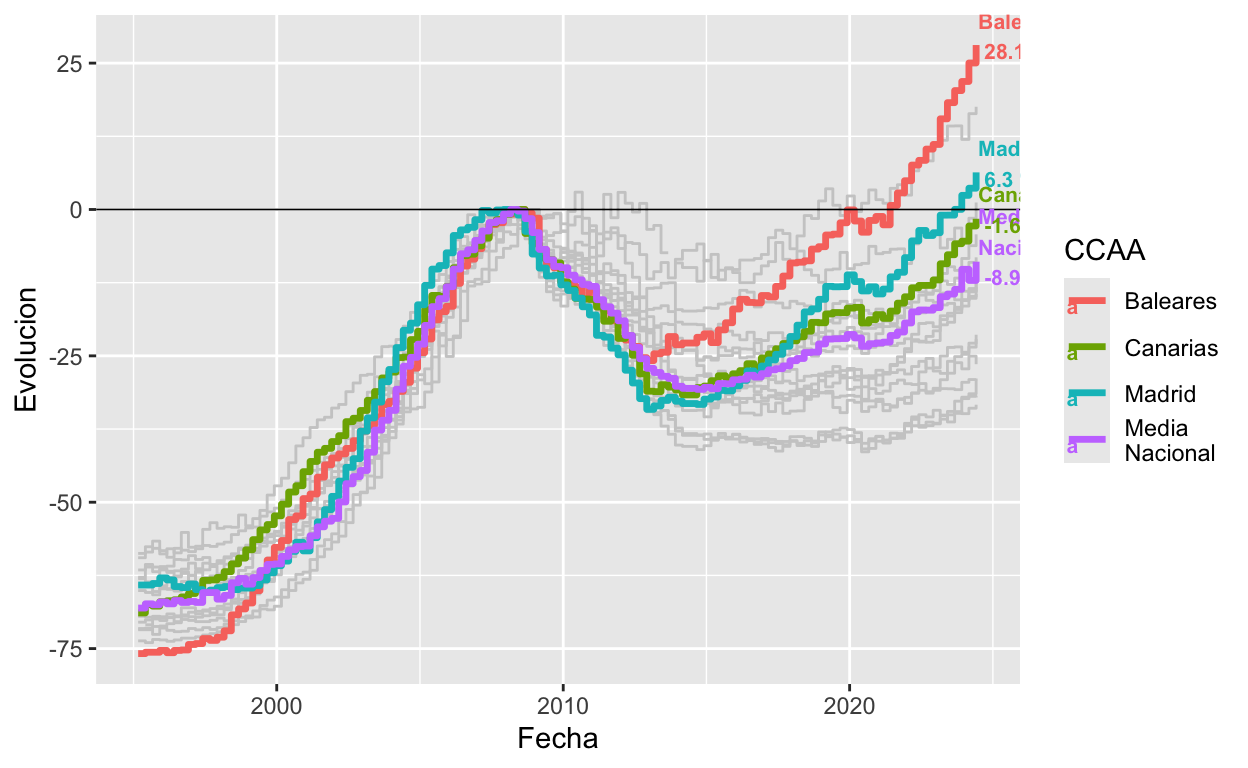 Evolucion
25
0
-25
-50
-75
2000
2010
2020
Fecha
Bale
28.1
Mad
6.3
Cana
Med
-1.6
Naci
-8.9
CCAA
a Baleares
a Canarias
a Madrid
a Media
Nacional